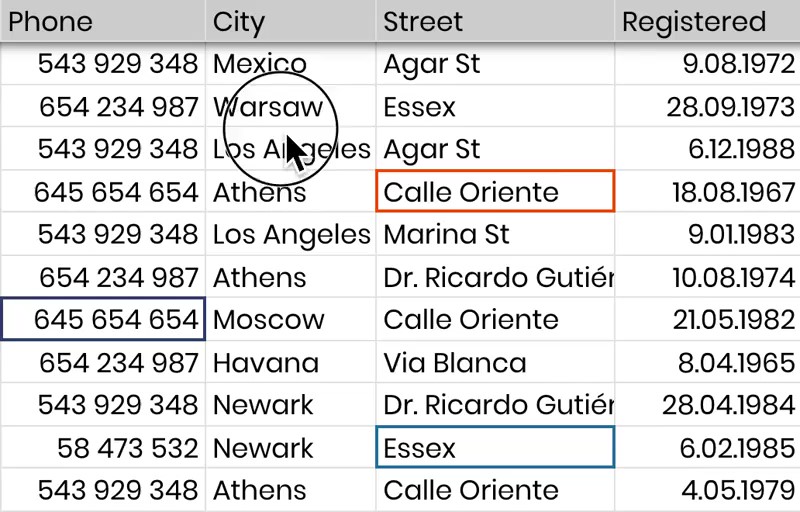 Phone City Street Registered
543 929 348 Mexico Agar St 9.08.1972
654 234 987 Warsaw Essex 28.09.1973
543 929 348 Los Angeles Agar St 6.12.1988
645 654 654 Athens Calle Oriente 18.08.1967
543 929 348 Los Angeles Marina St 9.01.1983
654 234 987 Athens Dr. Ricardo Gutiér 10.08.1974
645 654 654 Moscow Calle Oriente 21.05.1982
654 234 987 Havana Via Blanca 8.04.1965
543 929 348 Newark Dr. Ricardo Gutiér 28.04.1984
58 473 532 Newark Essex 6.02.1985
543 929 348 Athens Calle Oriente 4.05.1979